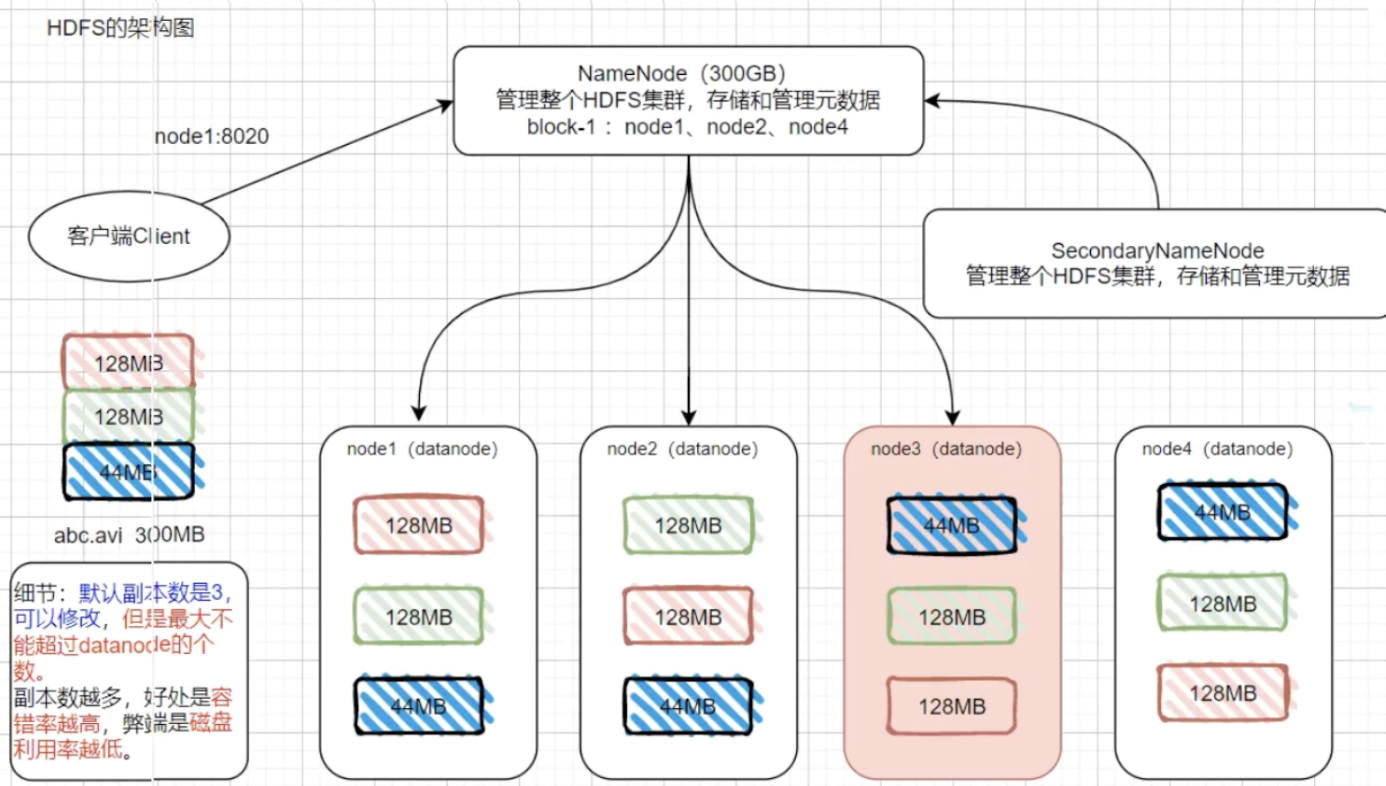 HDFS的架构图
NameNode（300GB）
管理整个HDFS集群，存储和管理元数据
block-1 ：node1、node2、node4
node1:8020
客户端Client
SecondaryNameNode
管理整个HDFS集群，存储和管理元数据
128MB
128MB
44MB
abc.avi 300MB
细节：默认副本数是3，
可以修改，但是最大不
能超过datanode的个
数。
副本数越多，好处是容
错率越高，弊端是磁盘
利用率越低。
node1（datanode）
128MB
128MB
44MB
node2（datanode）
128MB
128MB
44MB
node3（datanode）
44MB
128MB
128MB
node4（datanode）
44MB
128MB
128MB